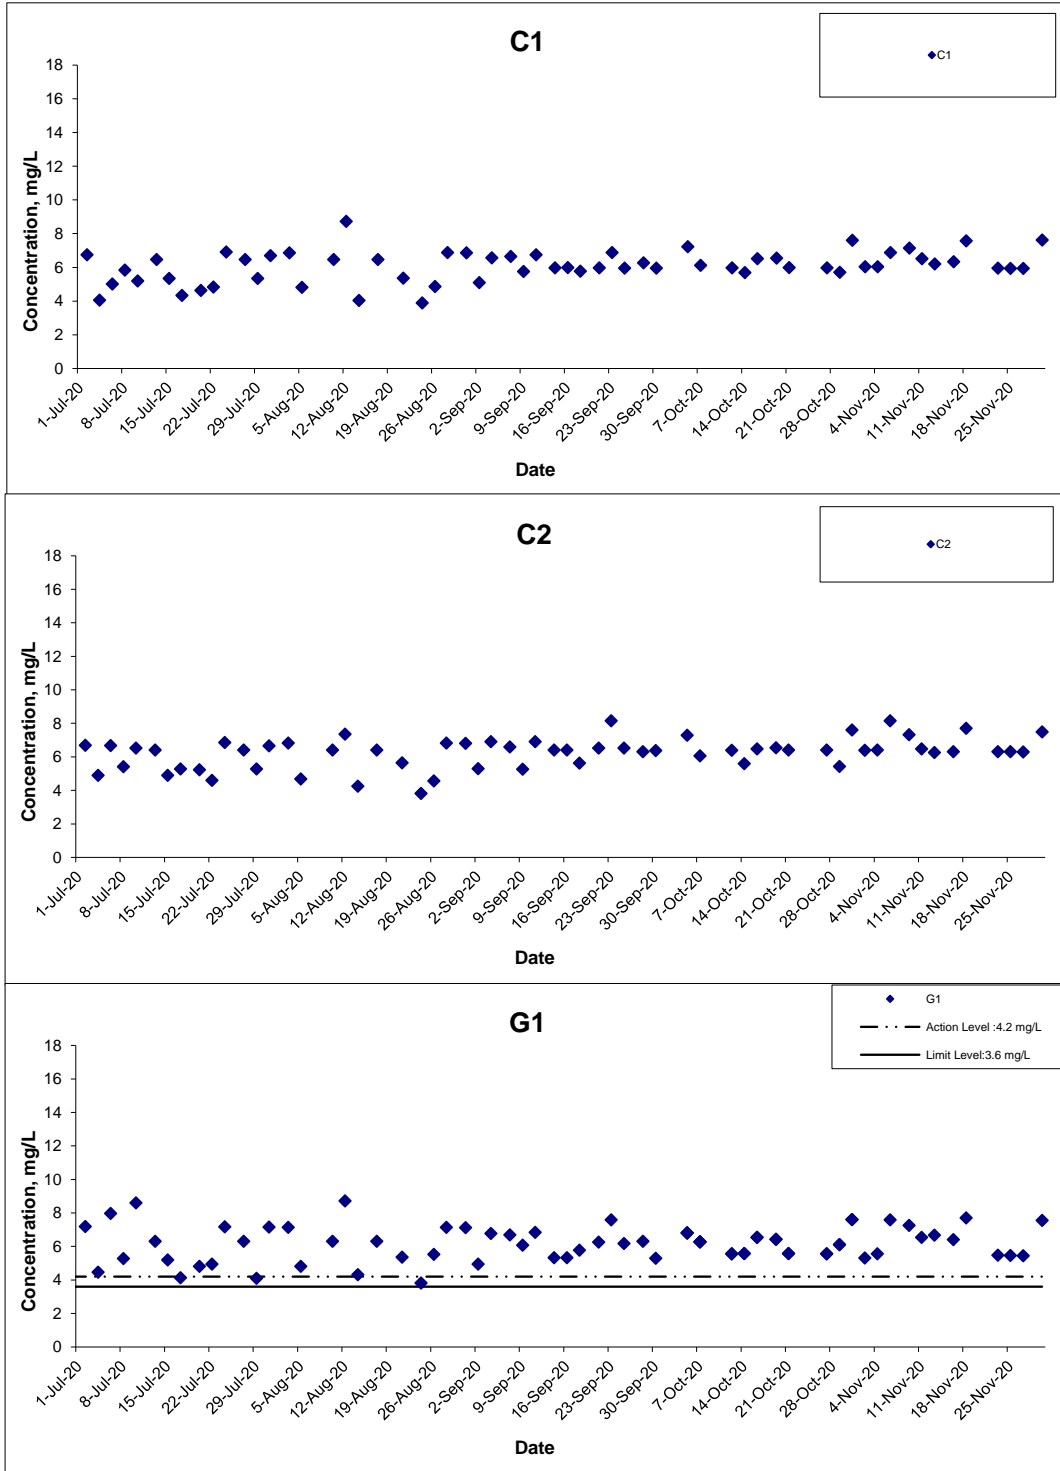 C1
C1
18
16
14
12
10
8
6
4
2
0
Concentration, mg/L
1-Jul-20 8-Jul-20 15-Jul-20 22-Jul-20 29-Jul-20 5-Aug-20 12-Aug-20 19-Aug-20 26-Aug-20 2-Sep-20 9-Sep-20 16-Sep-20 23-Sep-20 30-Sep-20 7-Oct-20 14-Oct-20 21-Oct-20 28-Oct-20 4-Nov-20 11-Nov-20 18-Nov-20 25-Nov-20
Date
C2
C2
18
16
14
12
10
8
6
4
2
0
Concentration, mg/L
1-Jul-20 8-Jul-20 15-Jul-20 22-Jul-20 29-Jul-20 5-Aug-20 12-Aug-20 19-Aug-20 26-Aug-20 2-Sep-20 9-Sep-20 16-Sep-20 23-Sep-20 30-Sep-20 7-Oct-20 14-Oct-20 21-Oct-20 28-Oct-20 4-Nov-20 11-Nov-20 18-Nov-20 25-Nov-20
Date
G1
G1
Action Level :4.2 mg/L
Limit Level:3.6 mg/L
18
16
14
12
10
8
6
4
2
0
Concentration, mg/L
1-Jul-20 8-Jul-20 15-Jul-20 22-Jul-20 29-Jul-20 5-Aug-20 12-Aug-20 19-Aug-20 26-Aug-20 2-Sep-20 9-Sep-20 16-Sep-20 23-Sep-20 30-Sep-20 7-Oct-20 14-Oct-20 21-Oct-20 28-Oct-20 4-Nov-20 11-Nov-20 18-Nov-20 25-Nov-20
Date